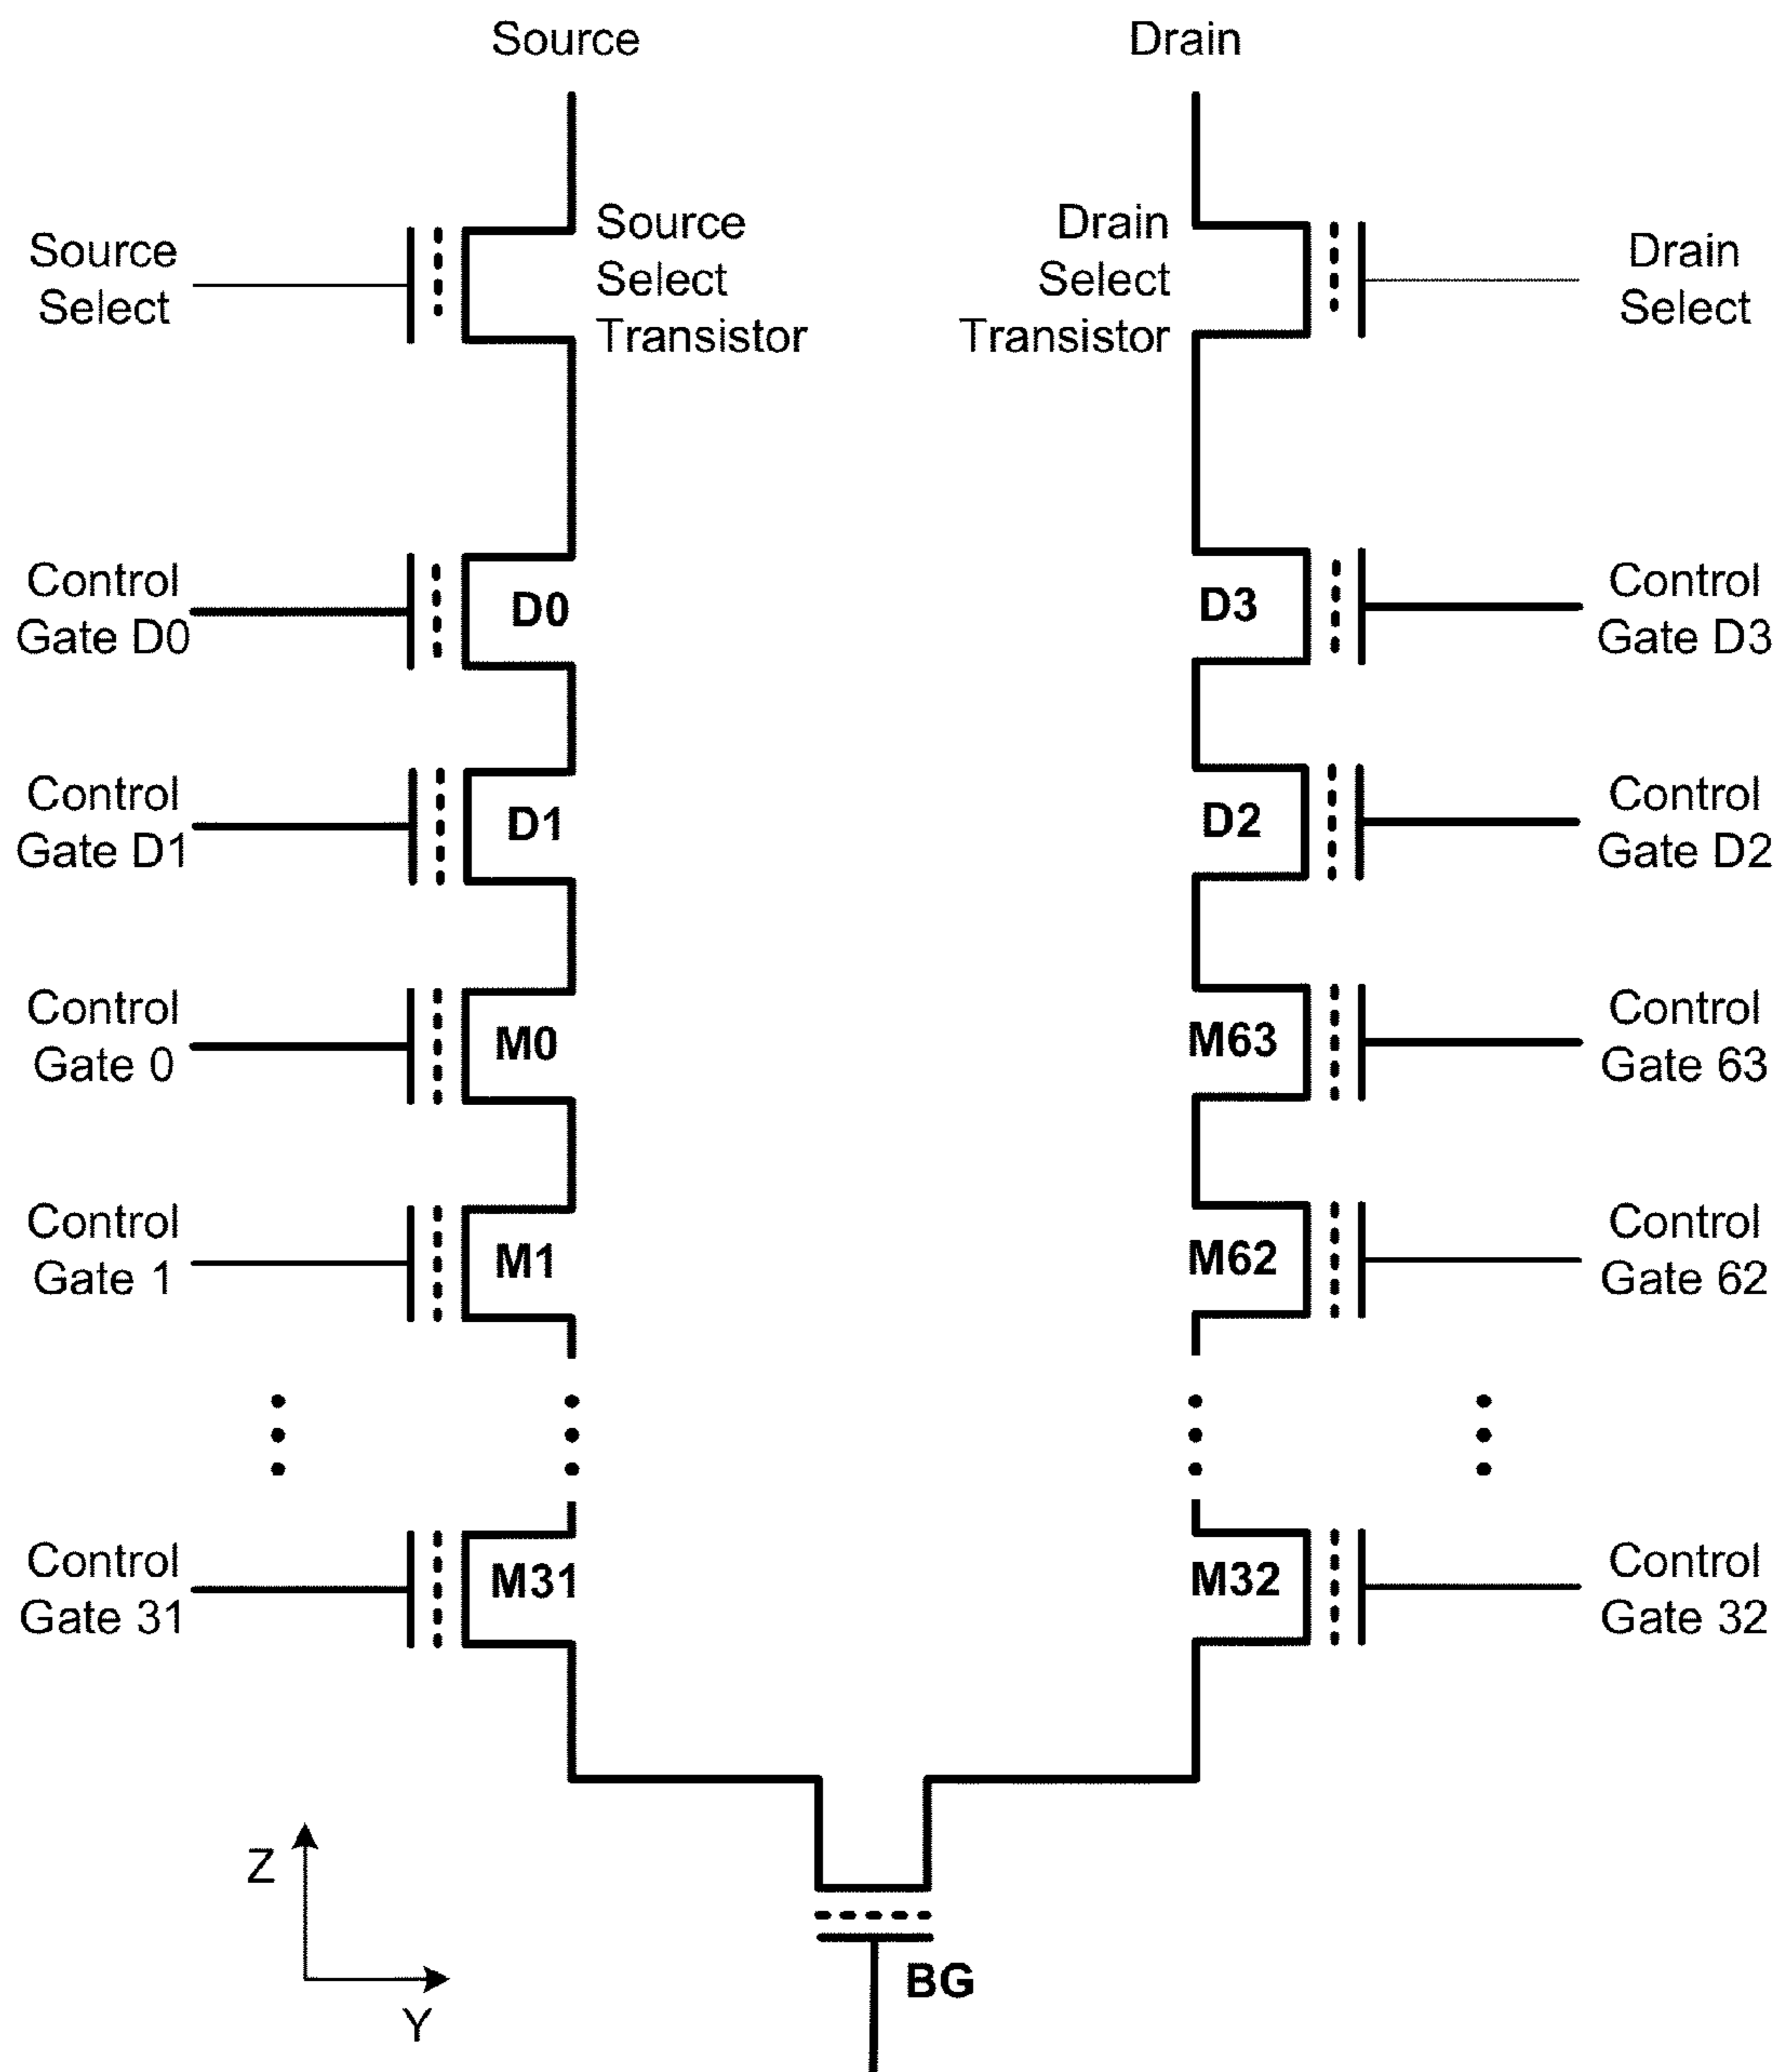 Source
Drain
Source
Select
Source
Select
Transistor
Drain
Select
Transistor
Drain
Select
Control
Gate D0
D0
D3
Control
Gate D3
Control
Gate D1
D1
D2
Control
Gate D2
Control
Gate 0
M0
M63
Control
Gate 63
Control
Gate 1
M1
M62
Control
Gate 62
Control
Gate 31
M31
M32
Control
Gate 32
Z
Y
BG